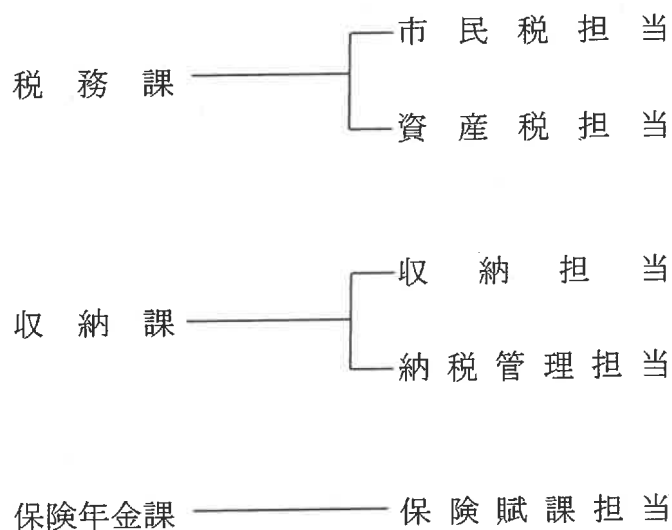 市民税担当
税務課
資産税担当
収納担当
収納課
納税管理担当
保険年金課 保険賦課担当